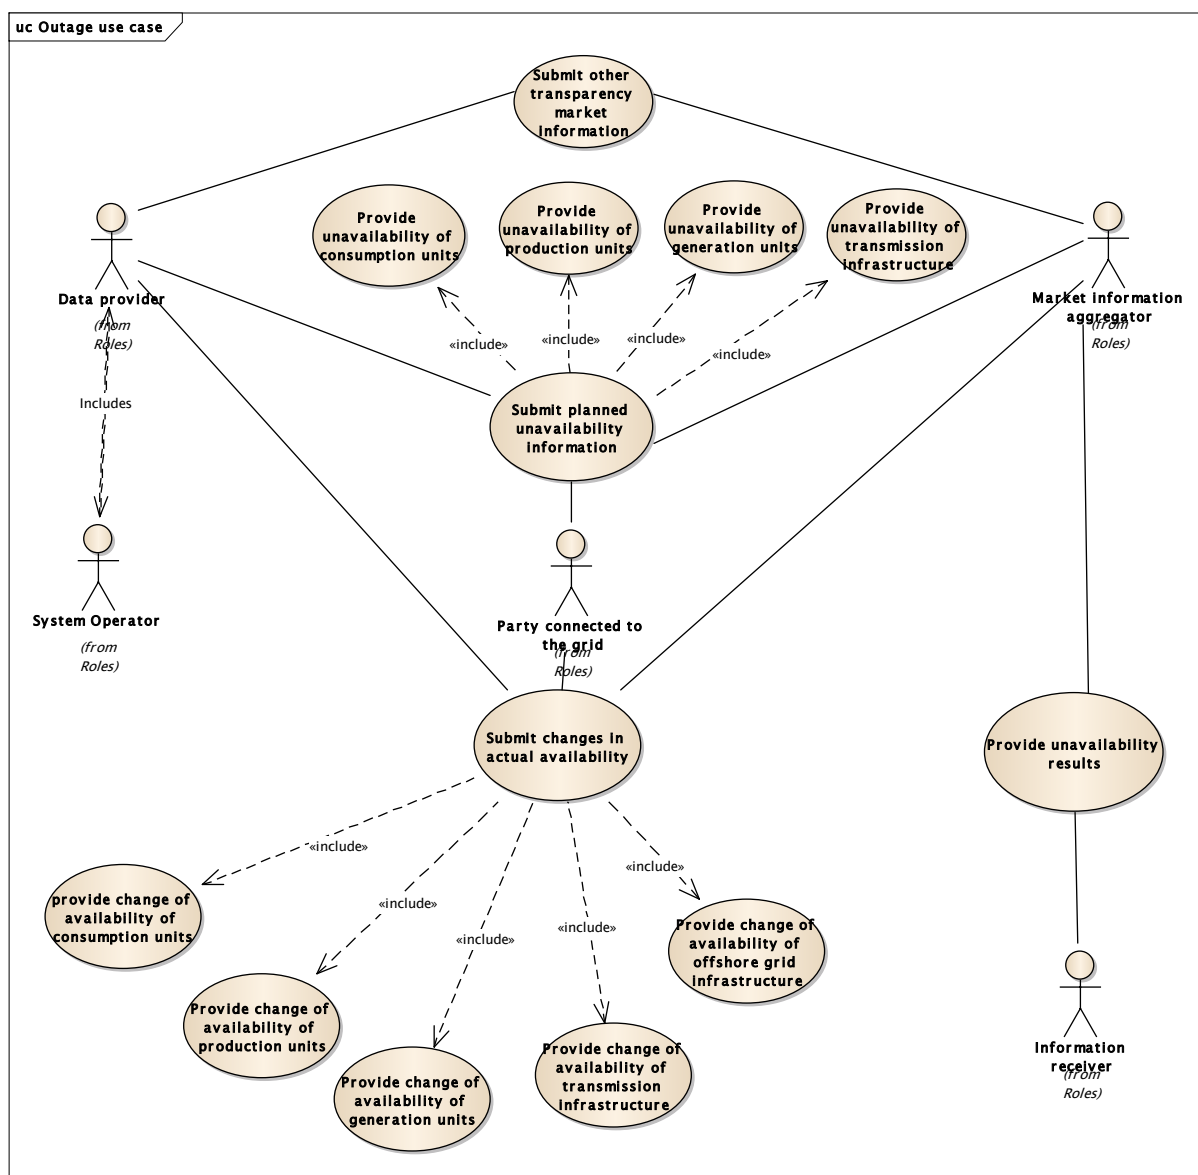 uc Outage use case
Submit other
transparency
market
information
Provide
unavailability of
consumption units
Provide
unavailability of
production units
Provide
unavailability of
generation units
Provide
unavailability of
transmission
infrastructure
Data provider
(from
Roles)
Market information
aggregator
(from
Roles)
«include»
«include»
«include»
«include»
Includes
Submit planned
unavailability
information
System Operator
(from
Roles)
Party connected to
the grid
(from
Roles)
Submit changes in
actual availability
Provide unavailability
results
«include»
«include»
«include»
«include»
«include»
provide change of
availability of
consumption units
Provide change of
availability of
offshore grid
infrastructure
Provide change of
availability of
production units
Provide change of
availability of
generation units
Provide change of
availability of
transmission
infrastructure
Information
receiver
(from
Roles)